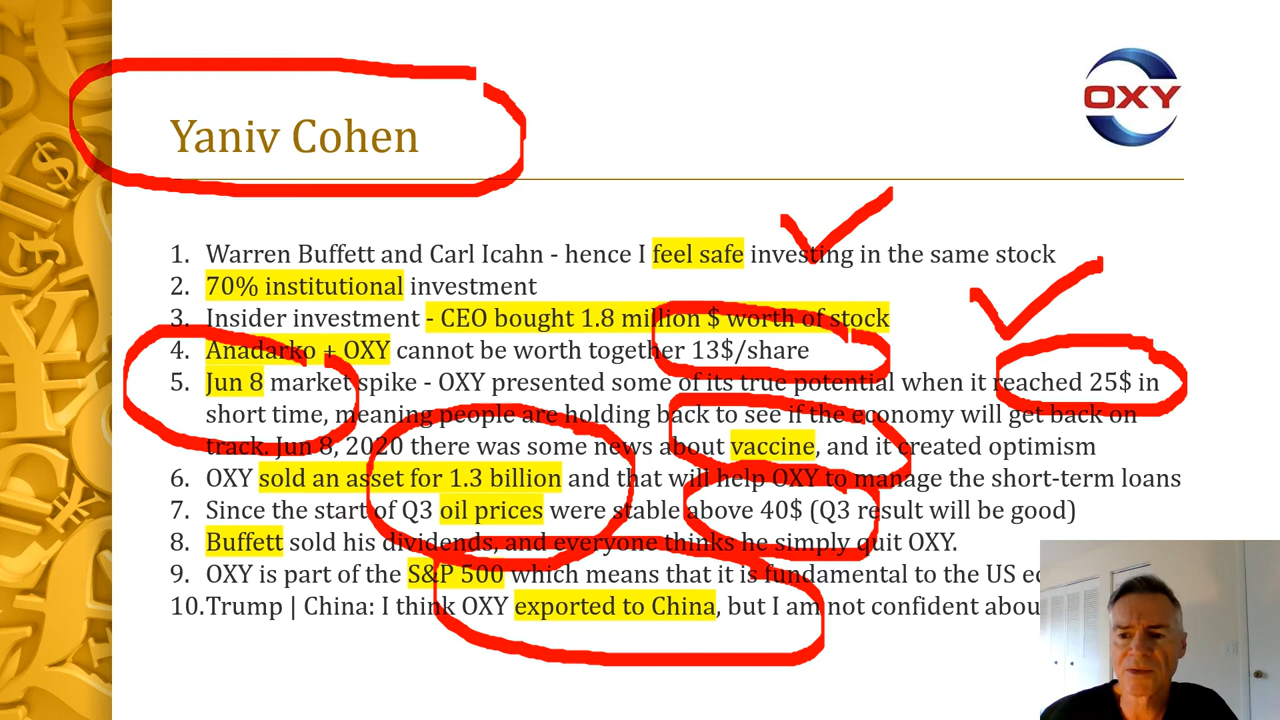 OXY
Yaniv Cohen
1. Warren Buffett and Carl Icahn - hence I feel safe investing in the same stock
2. 70% institutional investment
3. Insider investment - CEO bought 1.8 million $ worth of stock
4. Anadarko + OXY cannot be worth together 13$/share
5. Jun 8 market spike - OXY presented some of its true potential when it reached 25$ in
short time, meaning people are holding back to see if the economy will get back on
track. Jun 8, 2020 there was some news about vaccine, and it created optimism
6. OXY sold an asset for 1.3 billion and that will help OXY to manage the short-term loans
7. Since the start of Q3 oil prices were stable above 40$ (Q3 result will be good)
8. Buffett sold his dividends, and everyone thinks he simply quit OXY.
9. OXY is part of the S&P 500 which means that it is fundamental to the US
10. Trump | China: I think OXY exported to China, but I am not confident